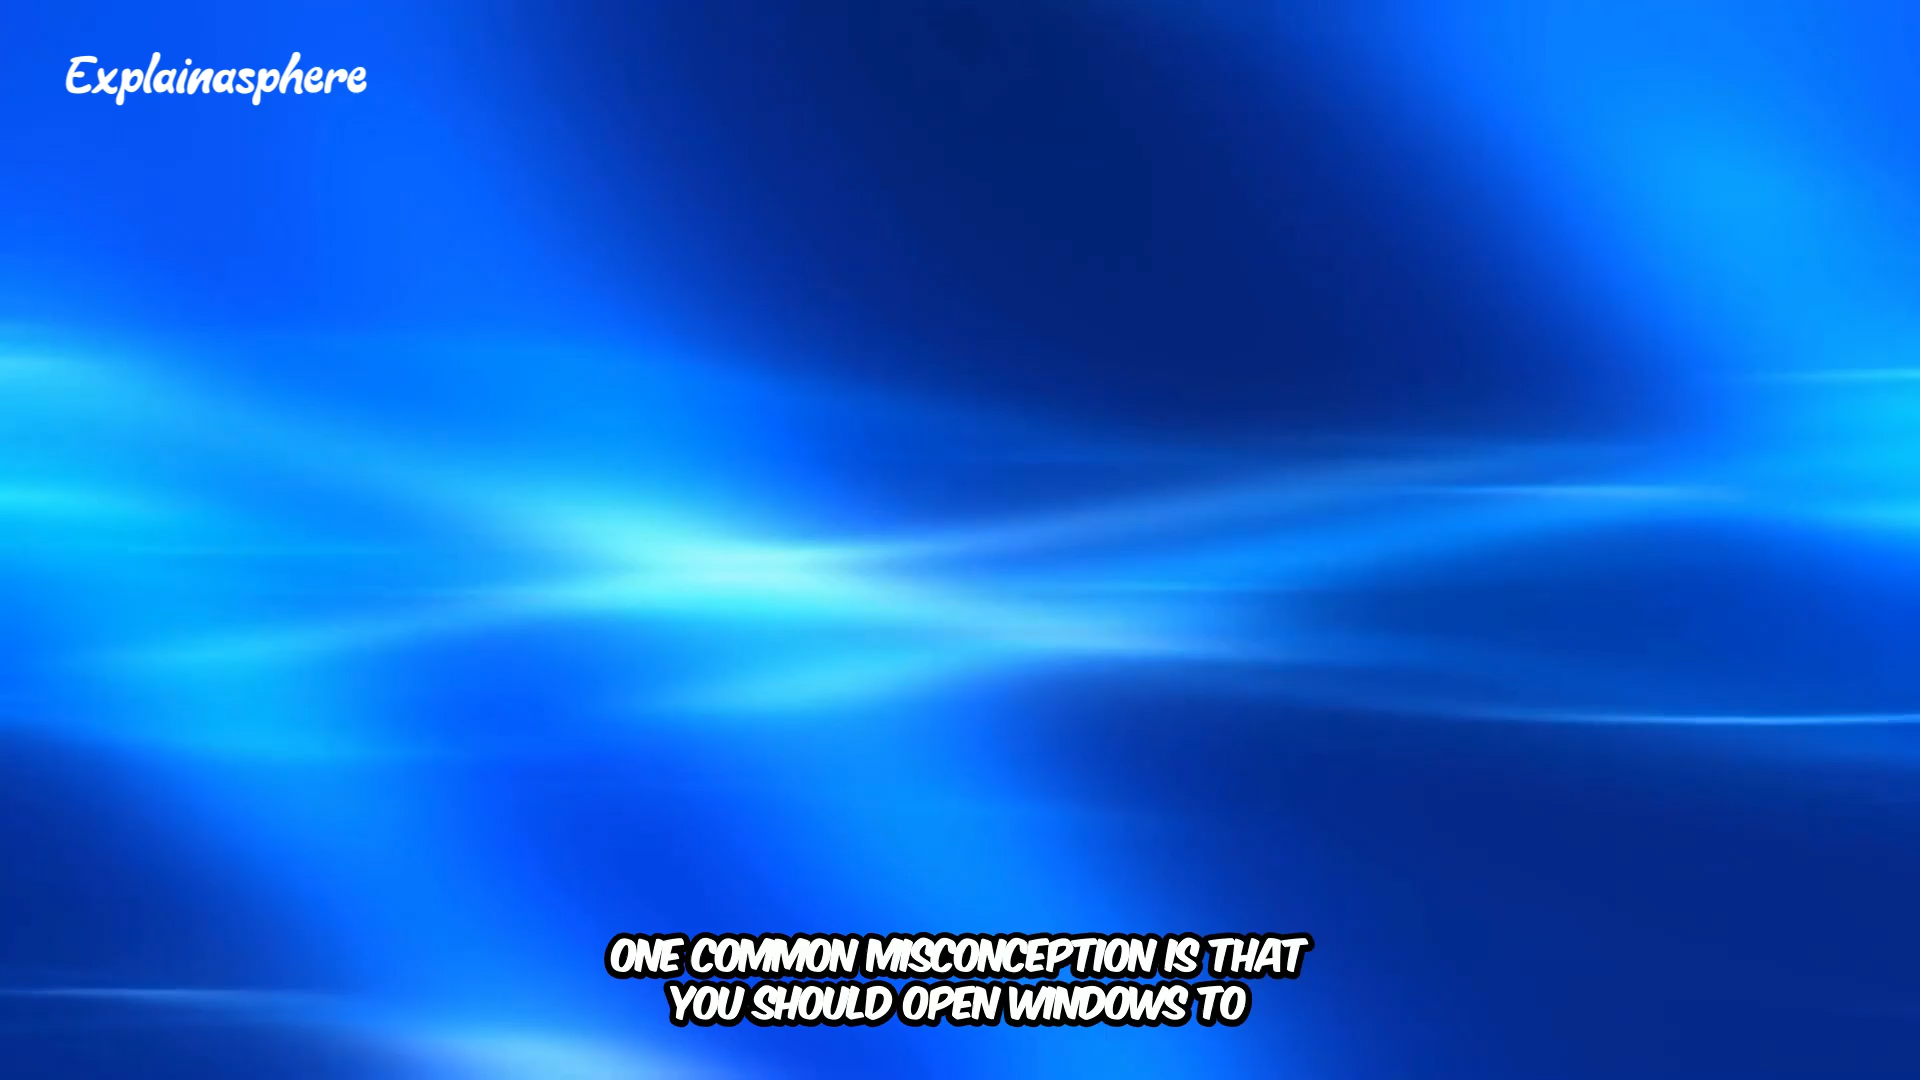 Explainasphere
ONE COMMON MISCONCEPTION IS THAT
YOU SHOULD OPEN WINDOWS TO